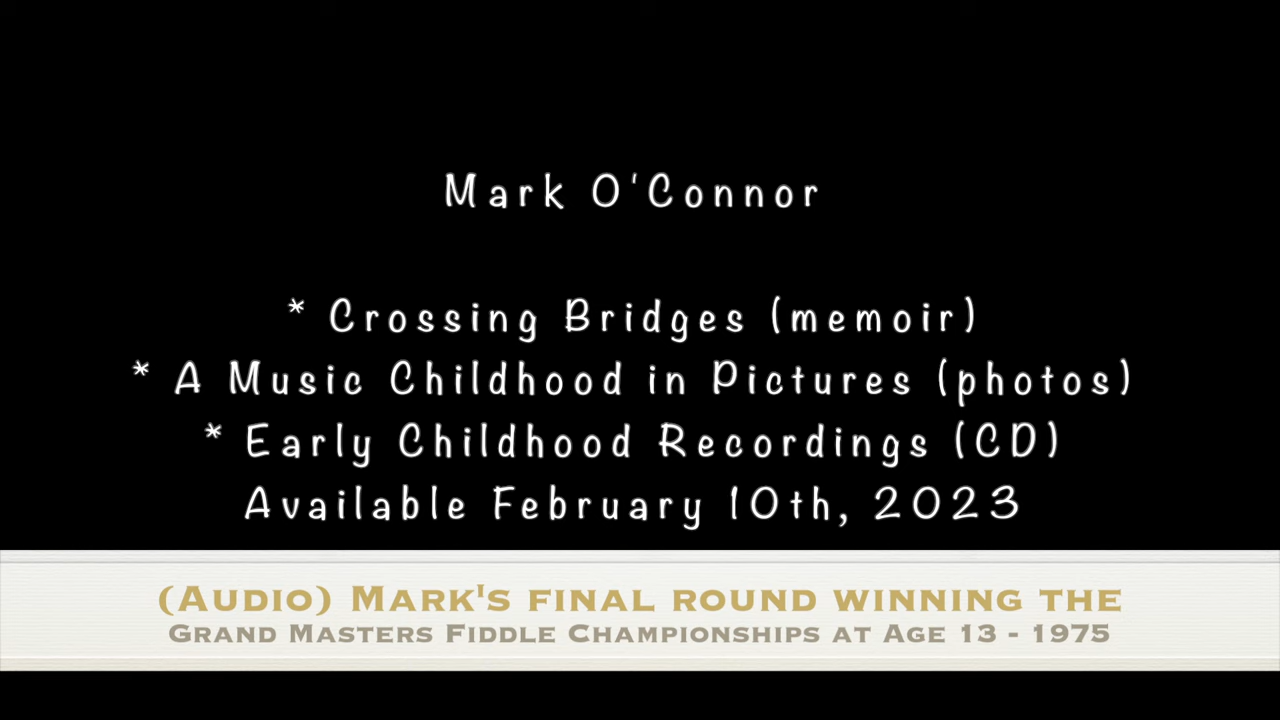 Mark O'Connor
* Crossing Bridges (memoir)
* A Music Childhood in Pictures (photos)
* Early Childhood Recordings (CD)
Available February 10th, 2023
(Audio) Mark's final round winning the
Grand Masters Fiddle Championships at Age 13 - 1975